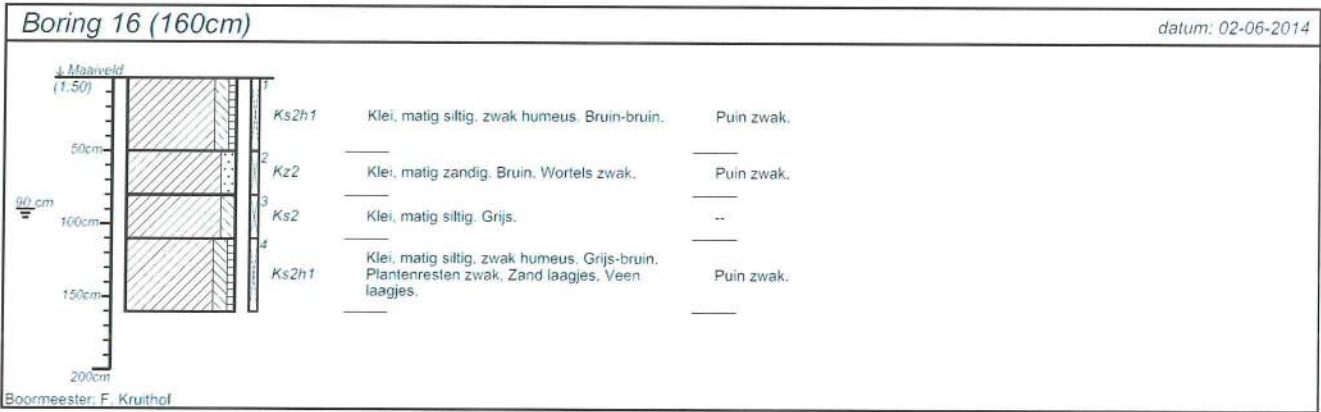 Boring 16 (160cm)
datum: 02-06-2014
Maaiveld
(1:50)
1
Ks2h1 Klei, matig siltig, zwak humeus. Bruin-bruin. Puin zwak.
50cm
2
Kz2 Klei, matig zandig. Bruin. Wortels zwak. Puin zwak.
90 cm
3
100cm
Ks2 Klei, matig siltig. Grijs. --
4
Ks2h1 Klei, matig siltig, zwak humeus. Grijs-bruin.
Plantenresten zwak, Zand laagjes, Veen
laagjes.
Puin zwak.
150cm
200cm
Boormeester: F. Kruithof